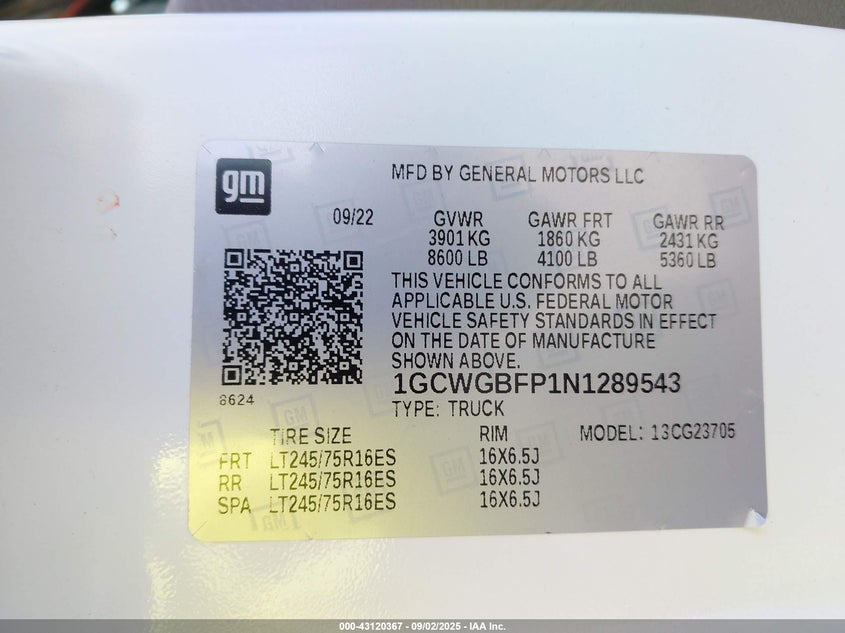 gm
MFD BY GENERAL MOTORS LLC
09/22 GVWR GAWR FRT GAWR RR
3901 KG 1860 KG 2431 KG
8600 LB 4100 LB 5360 LB
THIS VEHICLE CONFORMS TO ALL
APPLICABLE U.S. FEDERAL MOTOR
VEHICLE SAFETY STANDARDS IN EFFECT
ON THE DATE OF MANUFACTURE
SHOWN ABOVE.
1GCWGBFP1N1289543
8624
TYPE: TRUCK
TIRE SIZE RIM MODEL: 13CG23705
FRT LT245/75R16ES 16X6.5J
RR LT245/75R16ES 16X6.5J
SPA LT245/75R16ES 16X6.5J
000-43120367 - 09/02/2025 - IAA Inc.